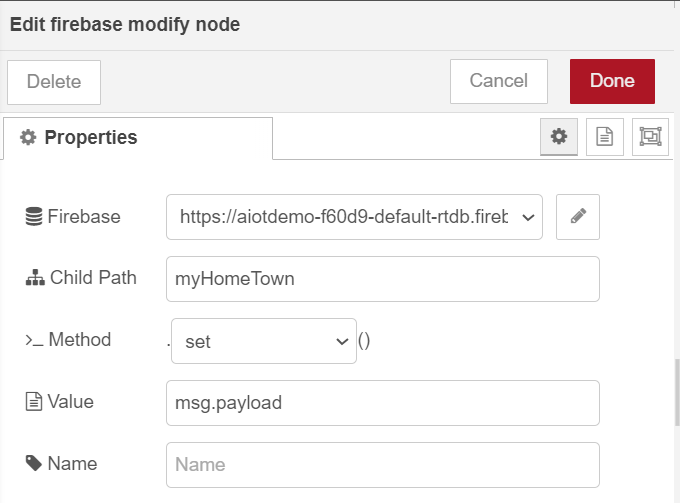 Edit firebase modify node
Delete Cancel Done
Properties
Firebase https://aiotdemo-f60d9-default-rtdb.fireb
Child Path myHomeTown
>_ Method .set()
Value msg.payload
Name Name